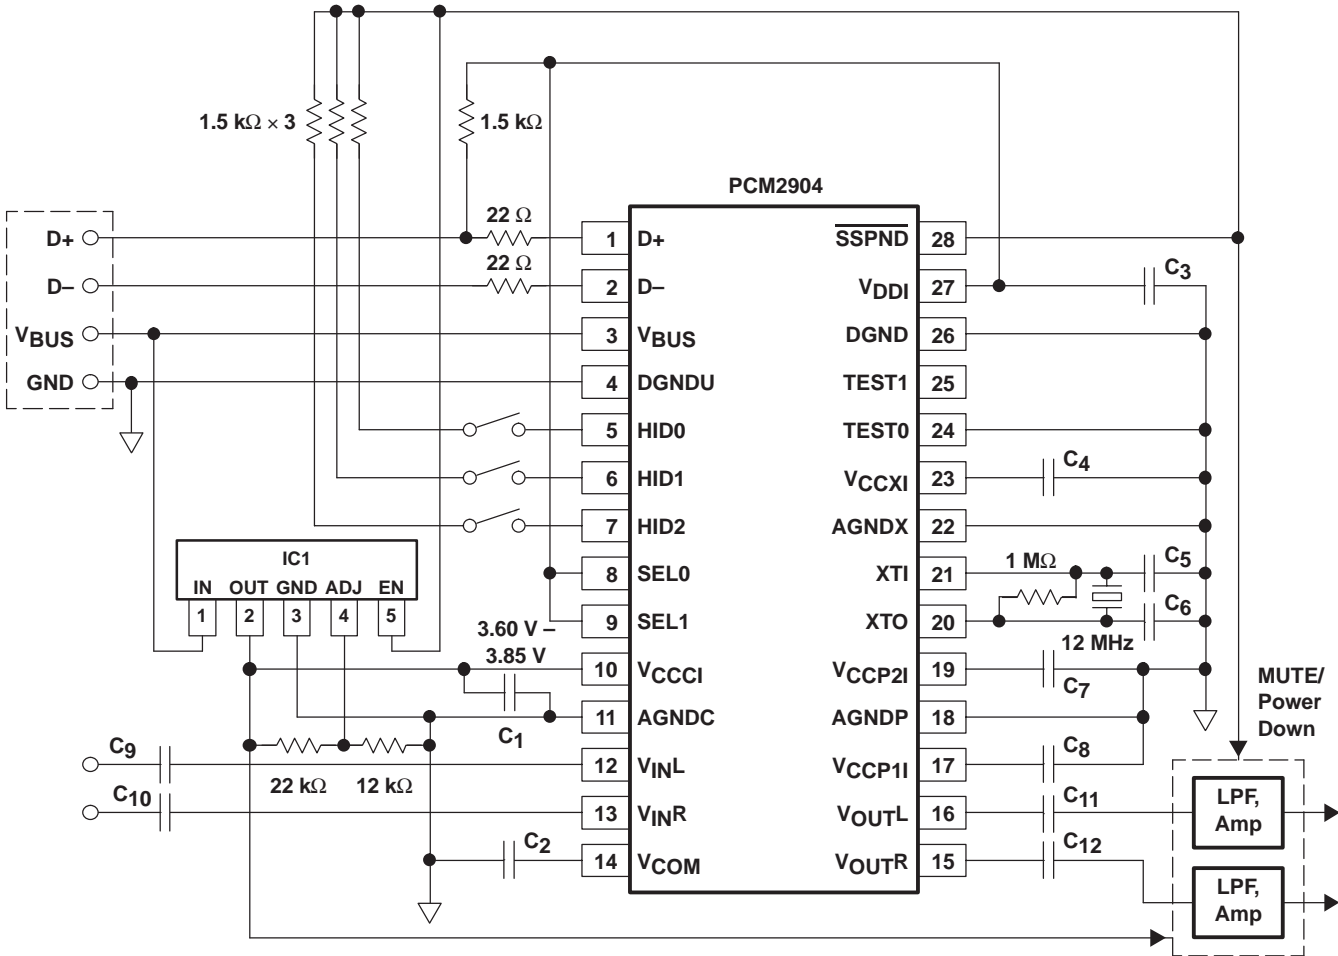 1.5 kΩ × 3
1.5 kΩ
PCM2904
D+
D–
VBUS
GND
22 Ω
22 Ω
1 D+
2 D–
3 VBUS
4 DGNDU
5 HID0
6 HID1
7 HID2
8 SEL0
9 SEL1
10 VCCCI
11 AGNDC
12 VINL
13 VINR
14 VCOM
SSPND 28
VDDI 27
DGND 26
TEST1 25
TEST0 24
VCCXI 23
AGNDX 22
XTI 21
XTO 20
VCCP2I 19
AGNDP 18
VCCP1I 17
VOUTL 16
VOUTR 15
IC1
IN OUT GND ADJ EN
1 2 3 4 5
3.60 V –
3.85 V
C1
22 kΩ
12 kΩ
C9
C10
C2
C3
C4
1 MΩ
C5
C6
12 MHz
C7
C8
C11
C12
MUTE/
Power
Down
LPF,
Amp
LPF,
Amp